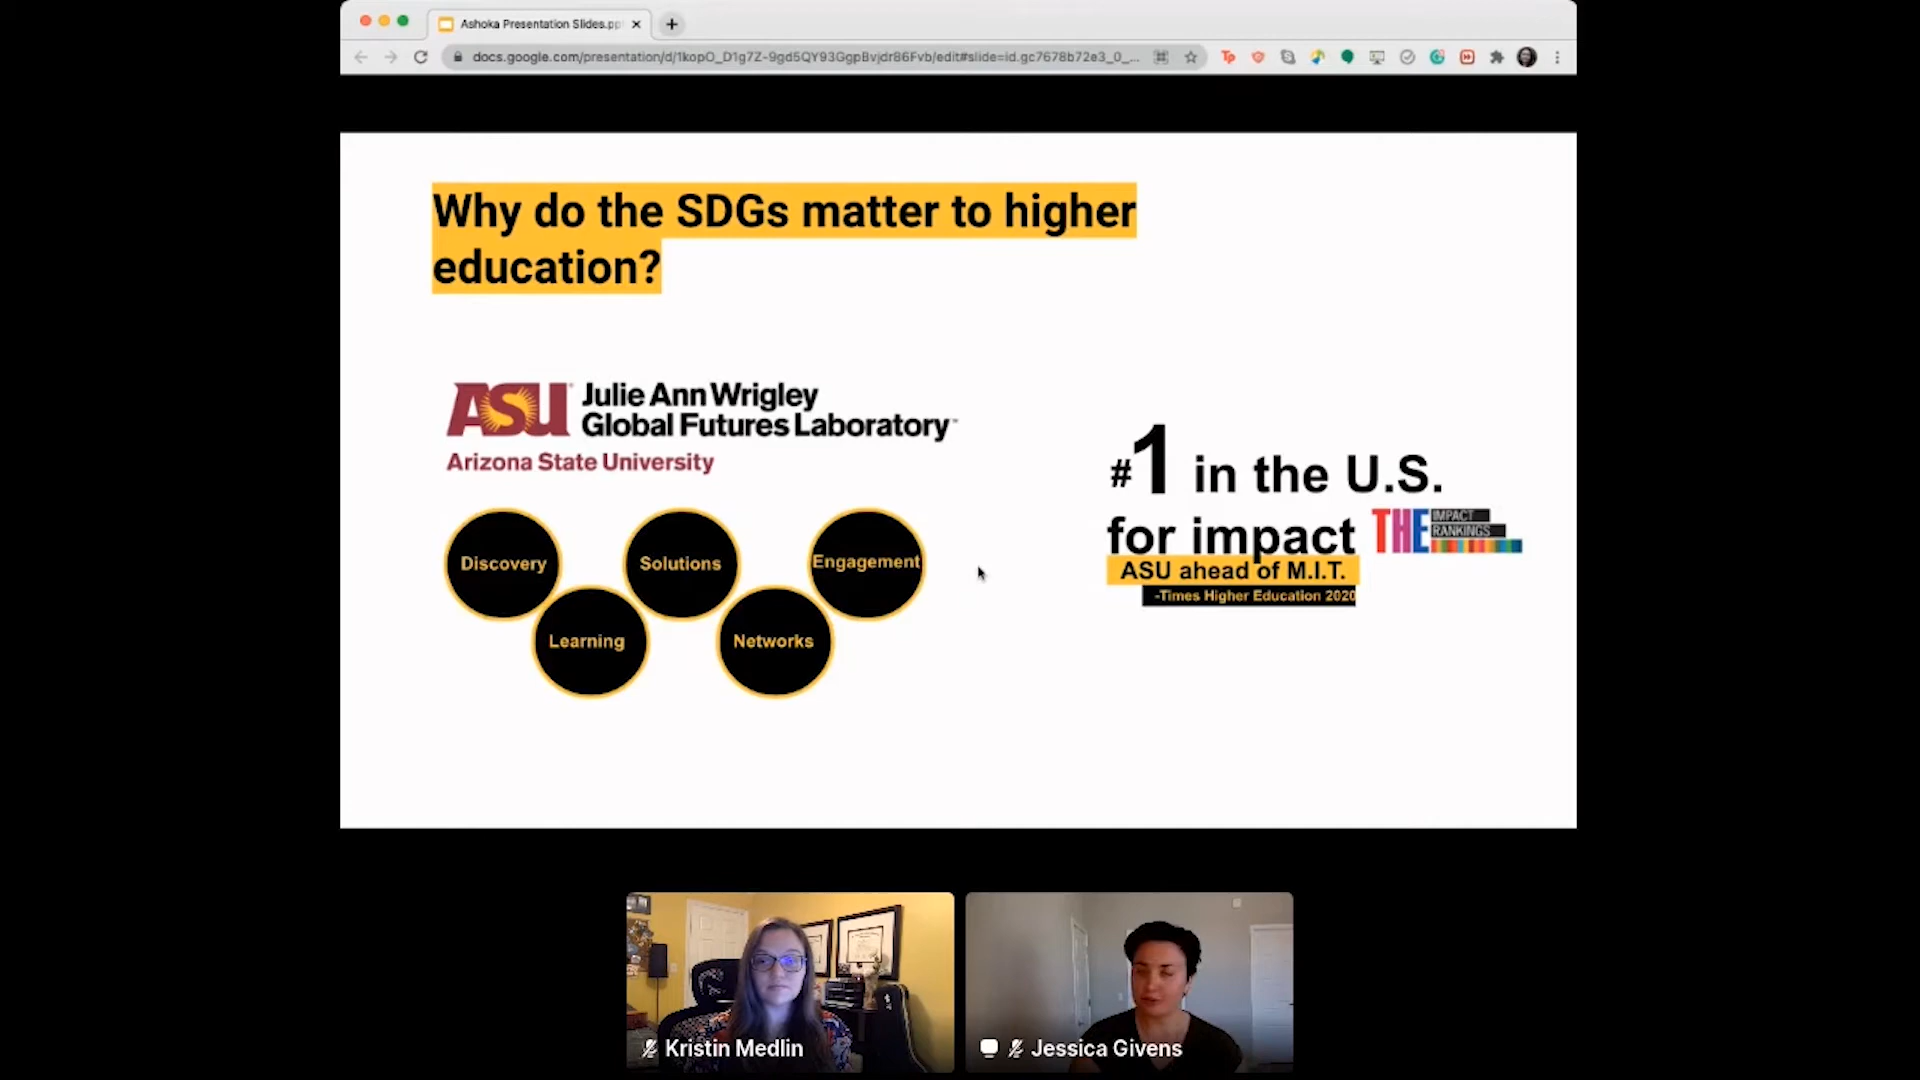 Ashoka Presentation Slides.pp
docs.google.com/presentation/d/1kopO_D1g7Z-9gd5QY93GgpBvjdr86Fvb/edit#slide=id.gc7678b72e3_0_...
Why do the SDGs matter to higher
education?
ASU Julie Ann Wrigley
Global Futures Laboratory
Arizona State University
Discovery
Solutions
Engagement
Learning
Networks
#1 in the U.S.
for impact
THE IMPACT
RANKINGS
ASU ahead of M.I.T.
-Times Higher Education 2020
Kristin Medlin
Jessica Givens